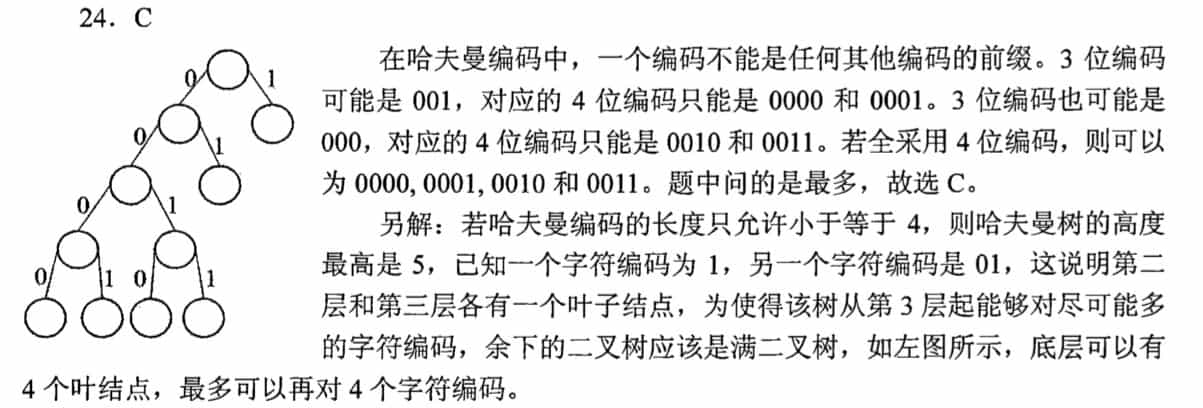 24．C
在哈夫曼编码中，一个编码不能是任何其他编码的前缀。3 位编码
可能是 001，对应的 4 位编码只能是 0000 和 0001。3 位编码也可能是
000，对应的 4 位编码只能是 0010 和 0011。若全采用 4 位编码，则可以
为 0000, 0001, 0010 和 0011。题中问的是最多，故选 C。
另解：若哈夫曼编码的长度只允许小于等于 4，则哈夫曼树的高度
最高是 5，已知一个字符编码为 1，另一个字符编码是 01，这说明第二
层和第三层各有一个叶子结点，为使得该树从第 3 层起能够对尽可能多
的字符编码，余下的二叉树应该是满二叉树，如左图所示，底层可以有
4 个叶结点，最多可以再对 4 个字符编码。
0 1
0 1
0 1
0 1 0 1